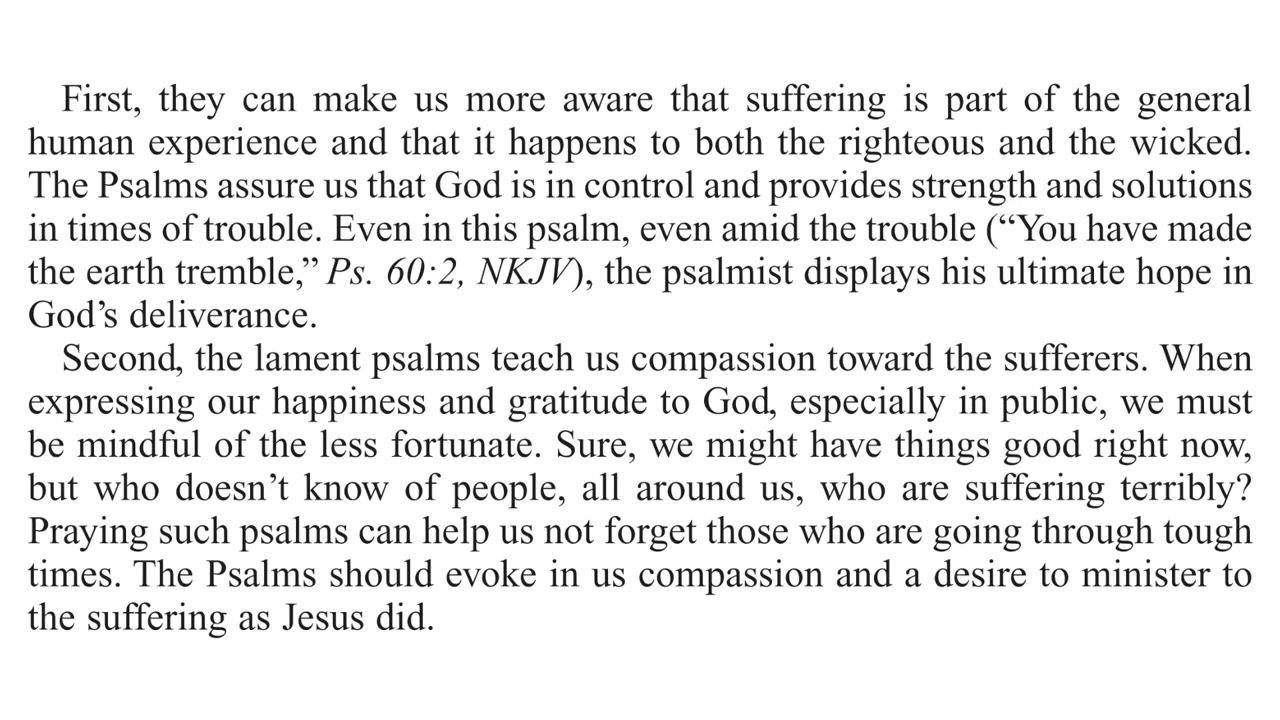 First, they can make us more aware that suffering is part of the general
human experience and that it happens to both the righteous and the wicked.
The Psalms assure us that God is in control and provides strength and solutions
in times of trouble. Even in this psalm, even amid the trouble (“You have made
the earth tremble,” Ps. 60:2, NKJV), the psalmist displays his ultimate hope in
God’s deliverance.
Second, the lament psalms teach us compassion toward the sufferers. When
expressing our happiness and gratitude to God, especially in public, we must
be mindful of the less fortunate. Sure, we might have things good right now,
but who doesn’t know of people, all around us, who are suffering terribly?
Praying such psalms can help us not forget those who are going through tough
times. The Psalms should evoke in us compassion and a desire to minister to
the suffering as Jesus did.